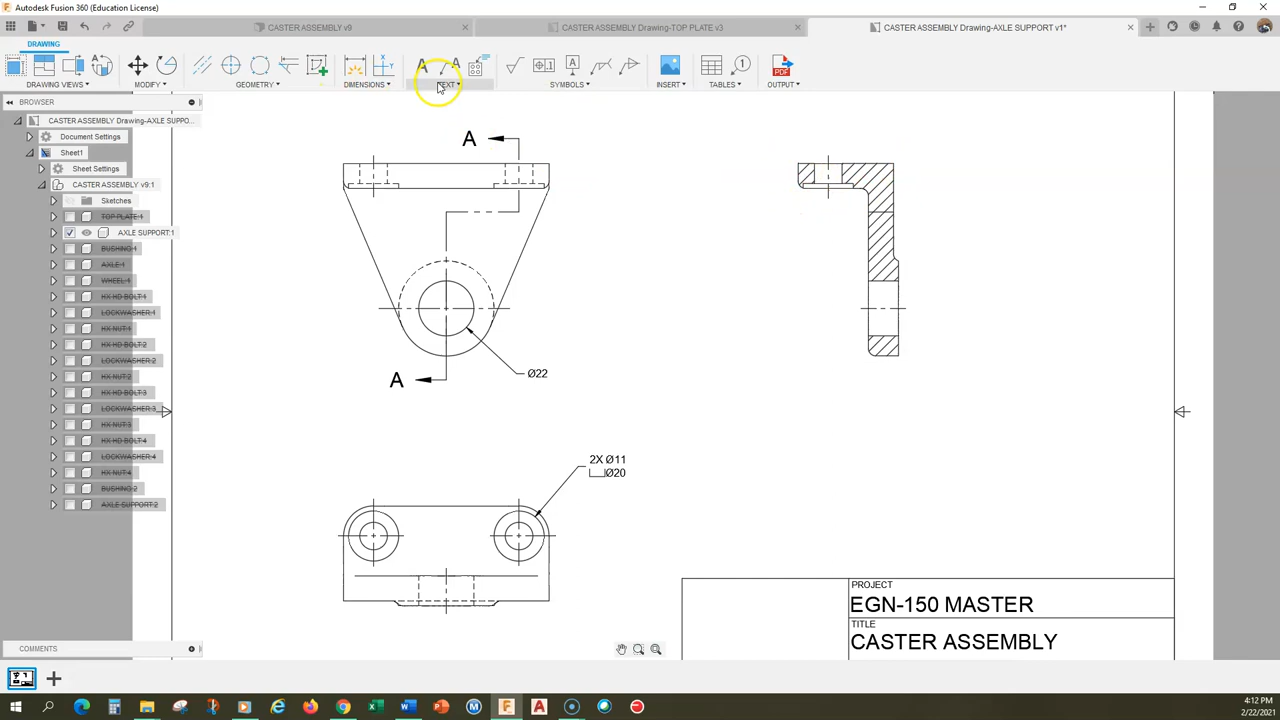 Autodesk Fusion 360 (Education License)
CASTER ASSEMBLY v9
CASTER ASSEMBLY Drawing-TOP PLATE v3
CASTER ASSEMBLY Drawing-AXLE SUPPORT v1*
DRAWING
DRAWING VIEWS
MODIFY
GEOMETRY
DIMENSIONS
TEXT
SYMBOLS
INSERT
TABLES
OUTPUT
BROWSER
CASTER ASSEMBLY Drawing-AXLE SUPPO...
Document Settings
Sheet1
Sheet Settings
CASTER ASSEMBLY v9:1
Sketches
TOP PLATE:1
AXLE SUPPORT:1
BUSHING:1
AXLE:1
WHEEL:1
HX HD BOLT:1
LOCKWASHER:1
HX NUT:1
HX HD BOLT:2
LOCKWASHER:2
HX NUT:2
HX HD BOLT:3
LOCKWASHER:3
HX NUT:3
HX HD BOLT:4
LOCKWASHER:4
HX NUT:4
BUSHING:2
AXLE SUPPORT:2
A
A
Ø22
2X Ø11
⌴Ø20
PROJECT
EGN-150 MASTER
TITLE
CASTER ASSEMBLY
COMMENTS
4:12 PM
2/22/2021